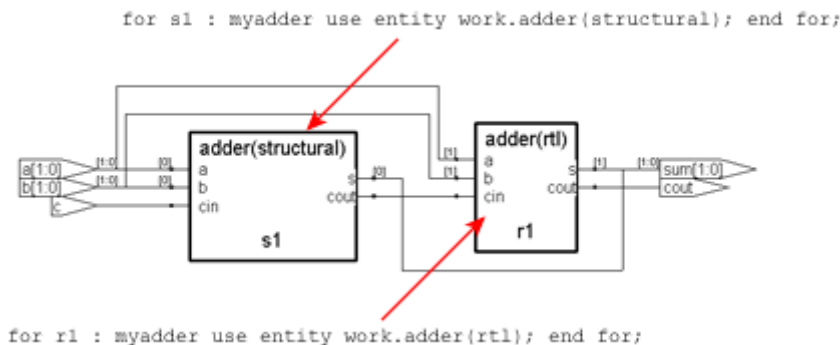 for s1 : myadder use entity work.adder(structural); end for;
adder(structural)
adder(rtl)
a[1:0]
b[1:0]
c
[1:0]
[1:0]
[0]
[0]
a
b
cin
s
cout
s1
[0]
[1]
[1]
a
b
cin
s
cout
r1
[1]
[1:0]
sum[1:0]
cout
for r1 : myadder use entity work.adder(rtl); end for;